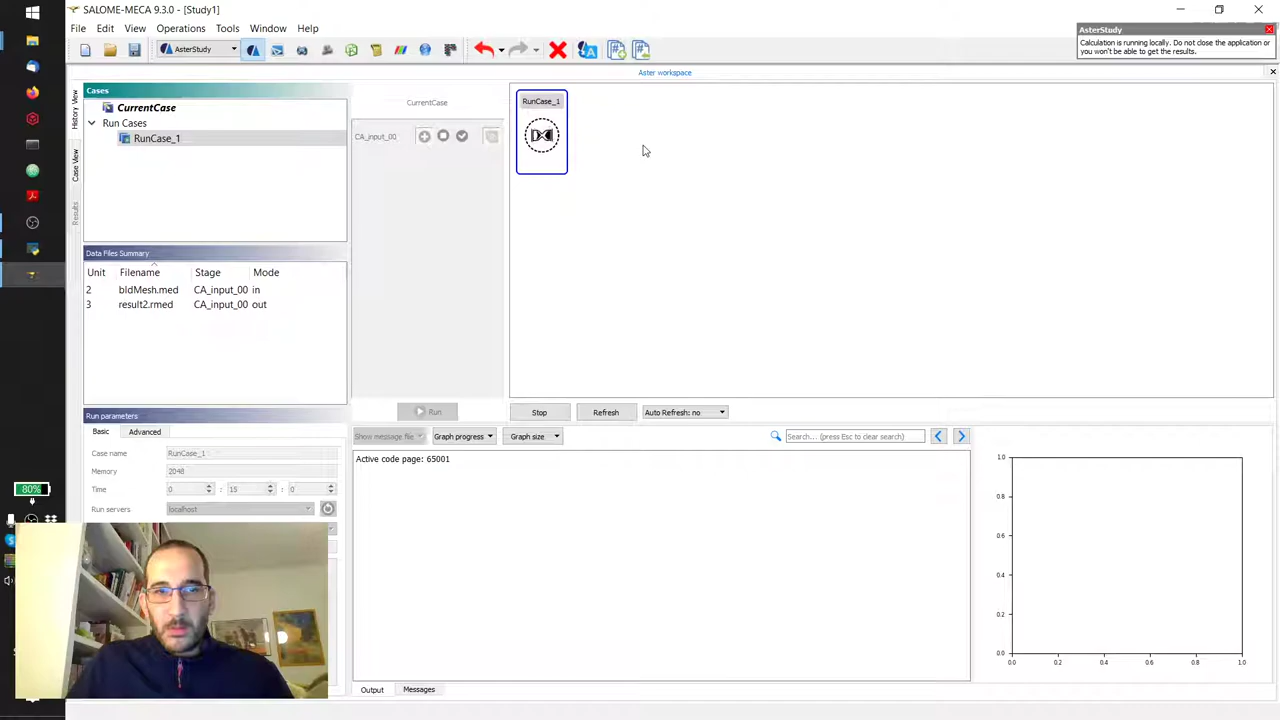 SALOME-MECA 9.3.0 - [Study1]
File Edit View Operations Tools Window Help
AsterStudy
AsterStudy
Calculation is running locally. Do not close the application or
you won't be able to get the results.
Aster workspace
History View
Case View
Results
Cases
CurrentCase
Run Cases
RunCase_1
CurrentCase
CA_input_00
RunCase_1
Data Files Summary
Unit Filename Stage Mode
2 bldMesh.med CA_input_00 in
3 result2.rmed CA_input_00 out
Run
Stop Refresh Auto Refresh: no
Run parameters
Basic Advanced
Case name RunCase_1
Memory 2048
Time 0 : 15 : 0
Run servers localhost
Show message file Graph progress Graph size Search... (press Esc to clear search)
Active code page: 65001
1.0
0.8
0.6
0.4
0.2
0.0
0.0 0.2 0.4 0.6 0.8 1.0
Output Messages
80%